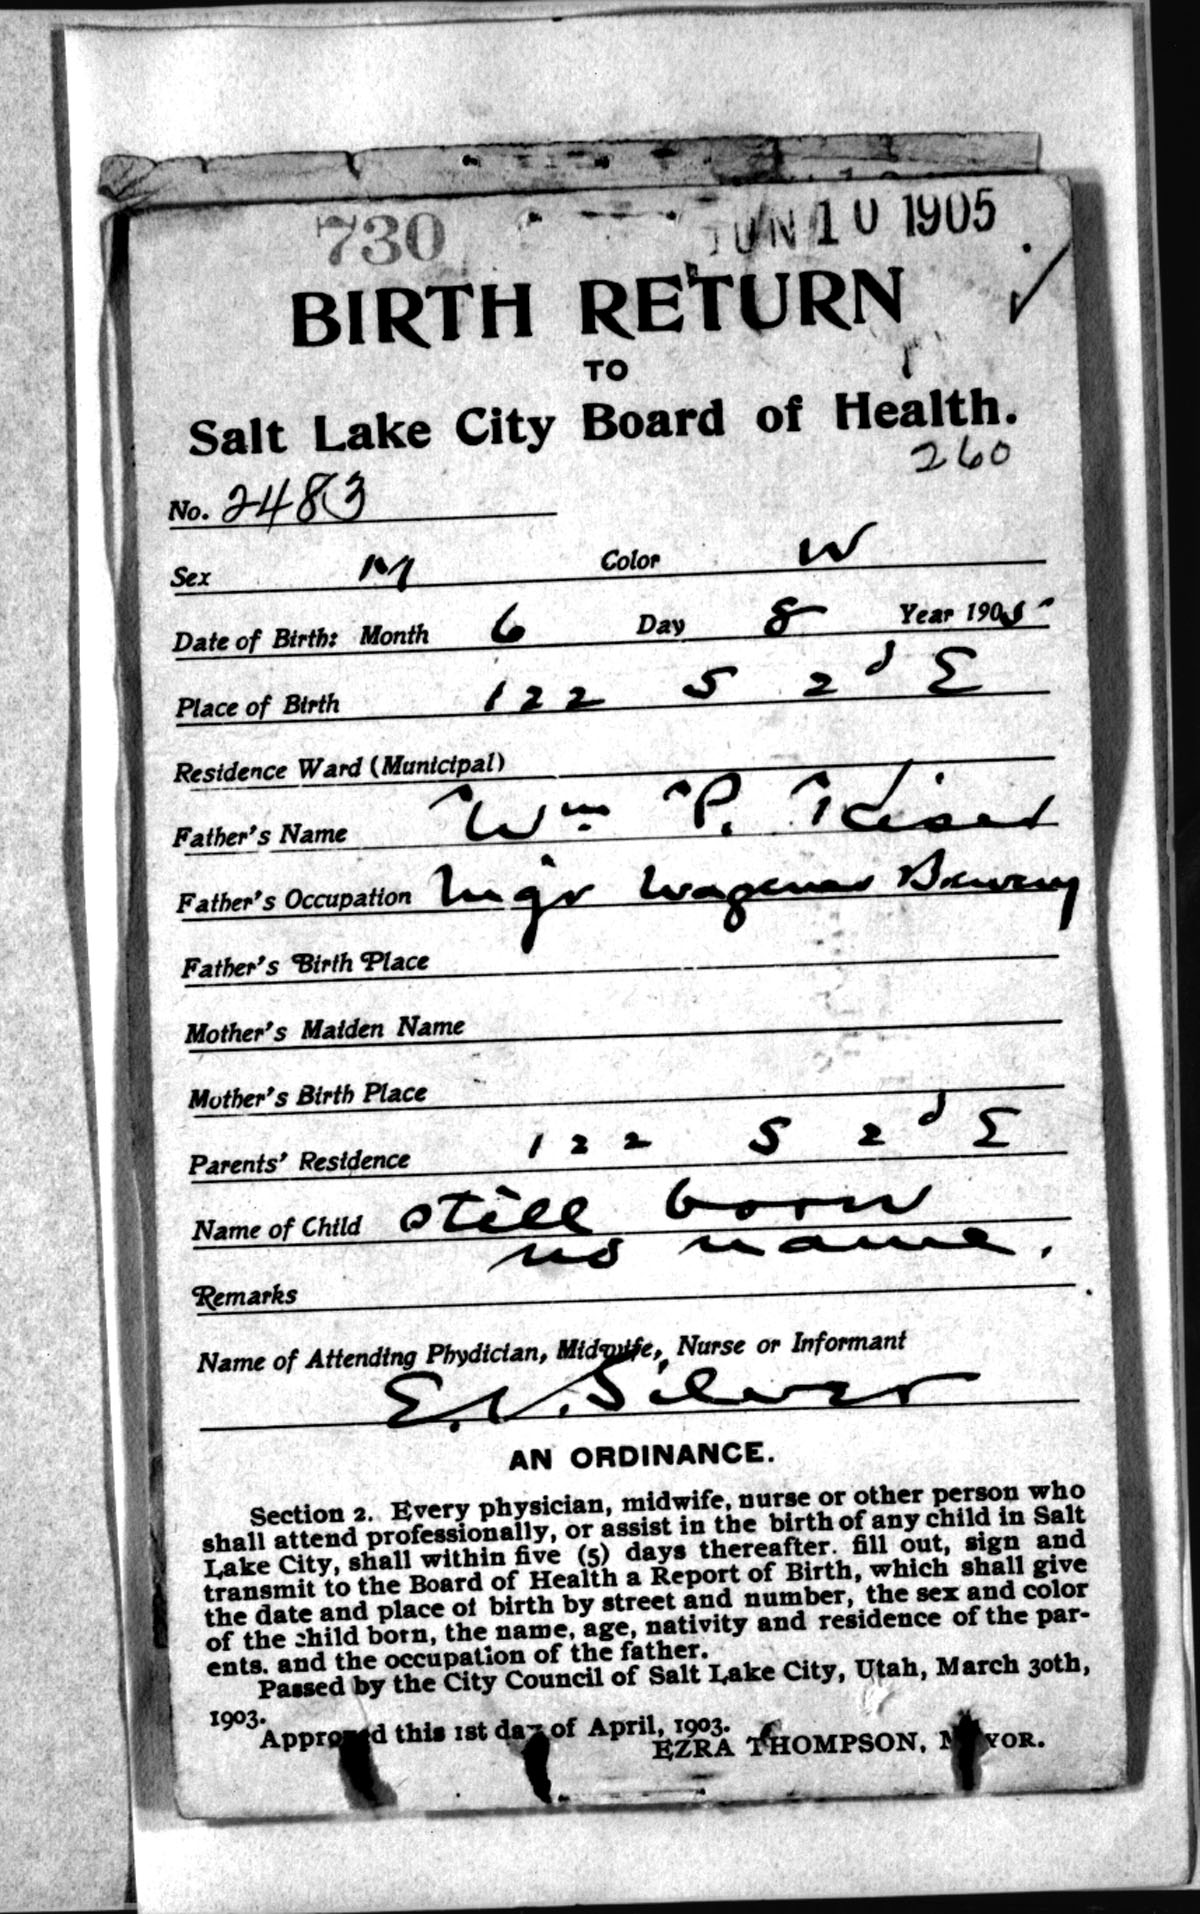 730 JUN 10 1905
BIRTH RETURN
TO
Salt Lake City Board of Health.
260
No. 2483
Sex M Color W
Date of Birth: Month 6 Day 8 Year 1905
Place of Birth 122 S 2d E
Residence Ward (Municipal)
Father's Name Wm P. Kiser
Father's Occupation Mgr Wagener Brewery
Father's Birth Place
Mother's Maiden Name
Mother's Birth Place
Parents' Residence 122 S 2d E
Name of Child still born
no name.
Remarks
Name of Attending Phydician, Midwife, Nurse or Informant
E.V. Silver
AN ORDINANCE.
Section 2. Every physician, midwife, nurse or other person who
shall attend professionally, or assist in the birth of any child in Salt
Lake City, shall within five (5) days thereafter. fill out, sign and
transmit to the Board of Health a Report of Birth, which shall give
the date and place of birth by street and number, the sex and color
of the child born, the name, age, nativity and residence of the par-
ents. and the occupation of the father.
Passed by the City Council of Salt Lake City, Utah, March 30th,
1903.
Approved this 1st day of April, 1903.
EZRA THOMPSON, MAYOR.